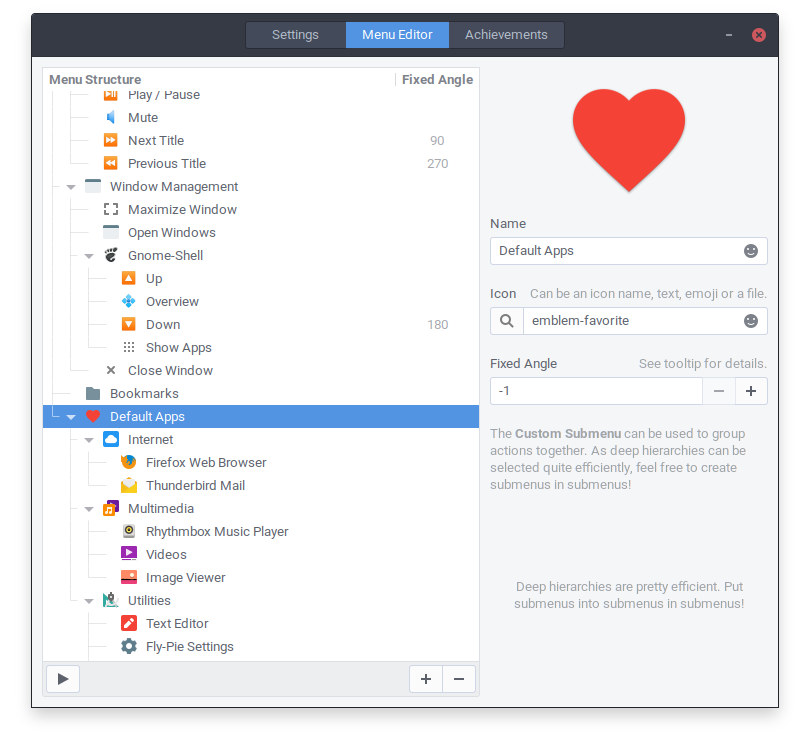 Settings Menu Editor Achievements
Menu Structure Fixed Angle
Play / Pause
Mute
Next Title 90
Previous Title 270
Window Management
Maximize Window
Open Windows
Gnome-Shell
Up
Overview
Down 180
Show Apps
Close Window
Bookmarks
Default Apps
Internet
Firefox Web Browser
Thunderbird Mail
Multimedia
Rhythmbox Music Player
Videos
Image Viewer
Utilities
Text Editor
Fly-Pie Settings
Name
Default Apps
Icon Can be an icon name, text, emoji or a file.
emblem-favorite
Fixed Angle See tooltip for details.
-1
The Custom Submenu can be used to group
actions together. As deep hierarchies can be
selected quite efficiently, feel free to create
submenus in submenus!
Deep hierarchies are pretty efficient. Put
submenus into submenus in submenus!